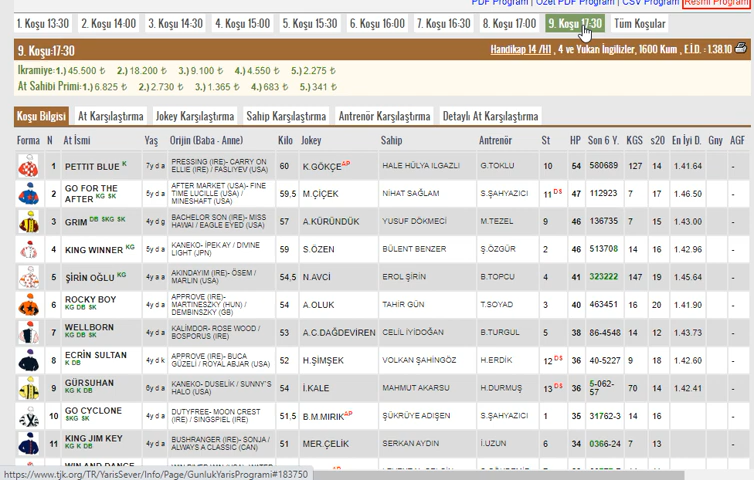 PDF Program | Özet PDF Program | CSV Program | Resmi Program
1. Koşu 13:30 2. Koşu 14:00 3. Koşu 14:30 4. Koşu 15:00 5. Koşu 15:30 6. Koşu 16:00 7. Koşu 16:30 8. Koşu 17:00 9. Koşu 17:30 Tüm Koşular
9. Koşu:17:30 Handikap 14 /H1 , 4 ve Yukarı İngilizler, 1600 Kum , E.İ.D. : 1.38.10
İkramiye: 1.) 45.500 ₺ 2.) 18.200 ₺ 3.) 9.100 ₺ 4.) 4.550 ₺ 5.) 2.275 ₺
At Sahibi Primi: 1.) 6.825 ₺ 2.) 2.730 ₺ 3.) 1.365 ₺ 4.) 683 ₺ 5.) 341 ₺
Koşu Bilgisi At Karşılaştırma Jokey Karşılaştırma Sahip Karşılaştırma Antrenör Karşılaştırma Detaylı At Karşılaştırma
Forma N At İsmi Yaş Orijin (Baba - Anne) Kilo Jokey Sahip Antrenör St HP Son 6 Y. KGS s20 En İyi D. Gny AGF
1 PETTIT BLUE K 7y d a PRESSING (IRE)- CARRY ON ELLIE (IRE) / FASLIYEV (USA) 60 K.GÖKÇE AP HALE HÜLYA ILGAZLI G.TOKLU 10 54 580689 127 14 1.41.64
2 GO FOR THE AFTER KG SK AFTER MARKET (USA)- FINE TIME LUCILLE (USA) / MINESHAFT (USA) 59,5 M.ÇİÇEK NİHAT SAĞLAM S.ŞAHYAZICI 11 DS 47 112923 7 17 1.46.50
3 GRIM DB SKG SK 4y d g BACHELOR SON (IRE)- MISS HAWAI / EAGLE EYED (USA) 57 A.KÜRÜNDÜK YUSUF DÖKMECİ M.TEZEL 9 46 136735 7 15 1.43.00
4 KING WINNER KG KANEKO- İPEK AY / DIVINE LIGHT (JPN) 59 S.ÖZEN BÜLENT BENZER Ş.ÖZGÜR 2 46 513708 14 16 1.42.96
5 ŞİRİN OĞLU KG AKINDAYIM (IRE)- ÖSEM / MARLIN (USA) 54,5 N.AVCİ EROL ŞİRİN B.TOPCU 4 41 323222 147 19 1.45.64
6 ROCKY BOY KG DB SK 4y d a APPROVE (IRE)- MARTINESZKY (HUN) / DEMBINSZKY (GB) 54 A.OLUK TAHİR GÜN T.SOYAD 3 40 463451 16 20 1.41.90
7 WELLBORN KG DB SK 4y d a KALIMDOR- ROSE WOOD / BOSPORUS (IRE) 53 A.C.DAĞDEVİREN CELİL İYİDOĞAN B.TURGUL 5 38 86-4548 14 12 1.43.73
8 ECRİN SULTAN K DB 4y d k APPROVE (IRE)- BUCA GÜZELİ / ROYAL ABJAR (USA) 52 H.ŞİMŞEK VOLKAN ŞAHİNGÖZ H.ERDİK 12 DS 36 40-5227 9 18 1.42.60
9 GÜRSUHAN KG K DB KANEKO- DUSELİK / SUNNY'S HALO (USA) 54 İ.KALE MAHMUT AKARSU H.DURMUŞ 13 DS 36 5-062-57 70 14 1.42.41
10 GO CYCLONE SKG SK 4y d a DUTYFREE- MOON CREST (IRE) / SINGSPIEL (IRE) 51,5 B.M.MIRIK AP ŞÜKRÜYE ADIŞEN S.ŞAHYAZICI 1 35 31762-3 14 16
11 KING JIM KEY KG K DB 4y d a BUSHRANGER (IRE)- SONJA / ALWAYS A CLASSIC (CAN) 51 MER.ÇELİK SERKAN AYDIN İ.UZUN 6 34 0366-24 7 13
https://www.tjk.org/TR/YarisSever/Info/Page/GunlukYarisProgrami#183750